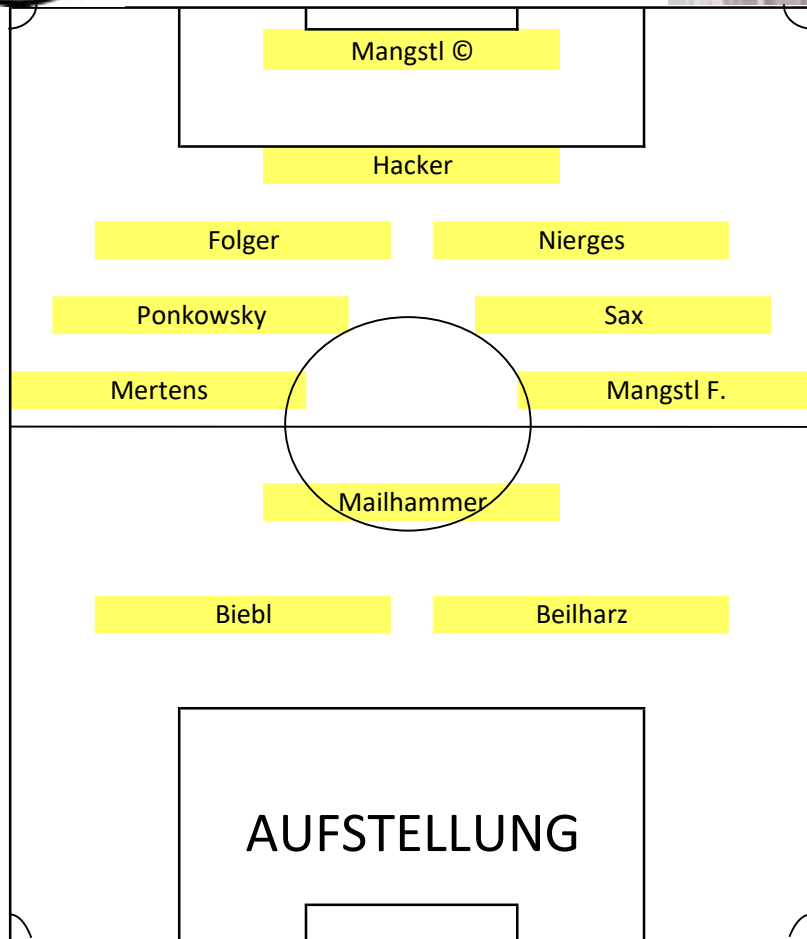 Mangstl ©
Hacker
Folger Nierges
Ponkowsky Sax
Mertens Mangstl F.
Mailhammer
Biebl Beilharz
AUFSTELLUNG